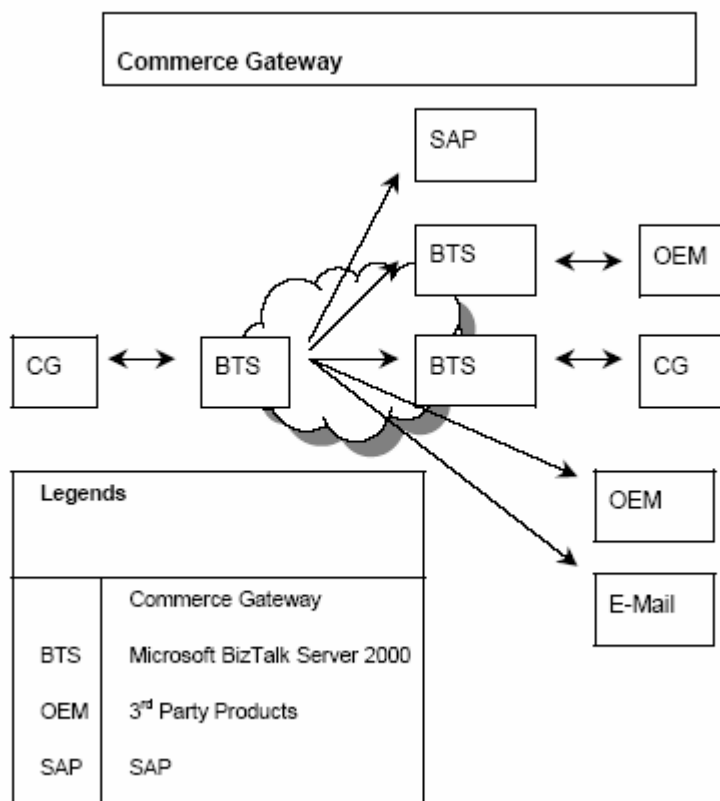 Commerce Gateway
SAP
BTS
OEM
CG
BTS
BTS
CG
OEM
E-Mail
Legends
Commerce Gateway
BTS Microsoft BizTalk Server 2000
OEM 3rd Party Products
SAP SAP